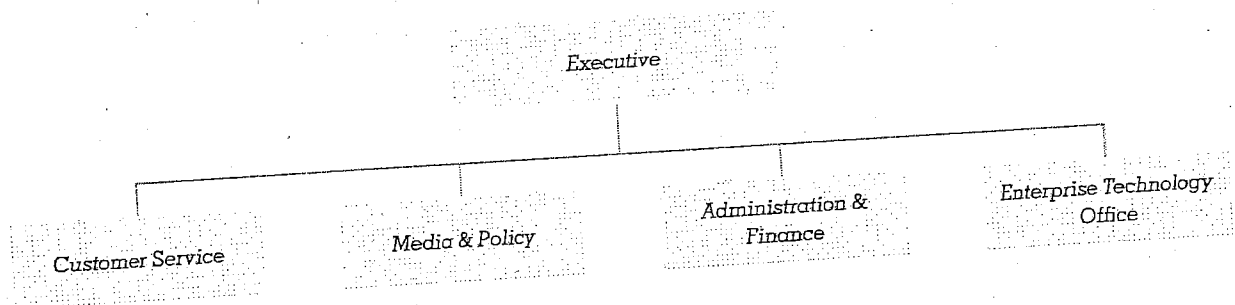 Executive
Customer Service
Media & Policy
Administration &
Finance
Enterprise Technology
Office